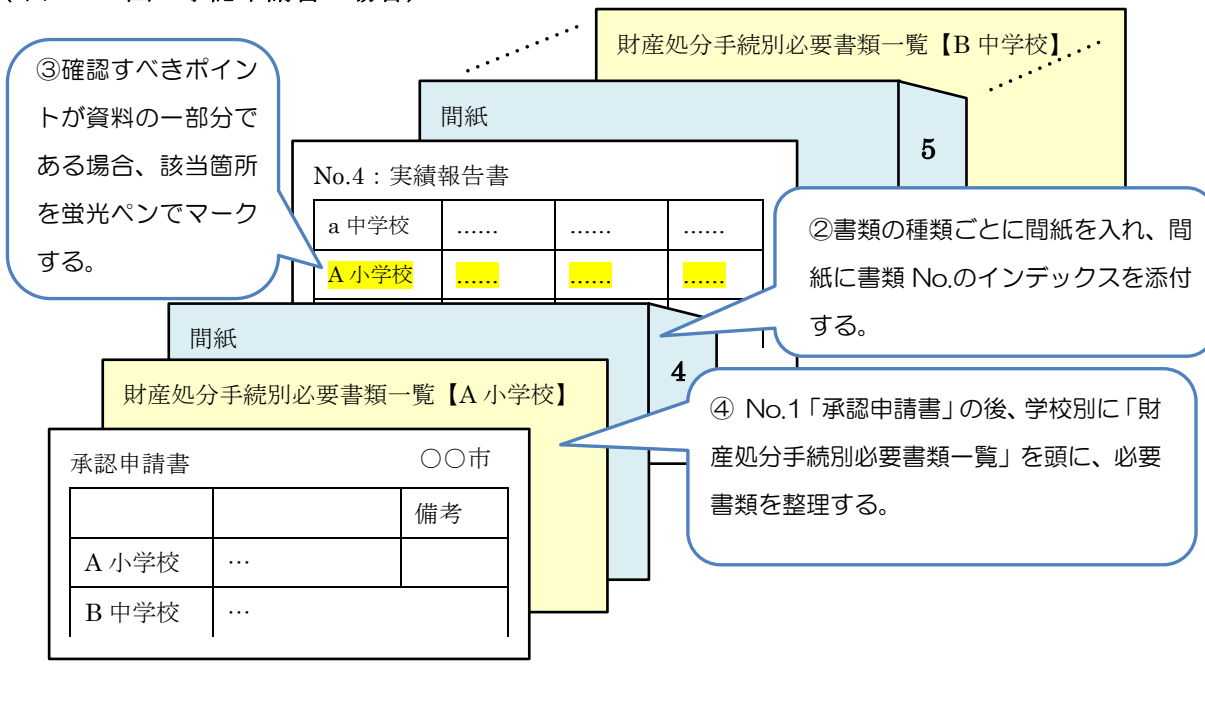 財産処分手続別必要書類一覧【B 中学校】
③確認すべきポイン
トが資料の一部分で
ある場合、該当箇所
を蛍光ペンでマーク
する。
間紙
5
No.4：実績報告書
a 中学校 …… …… ……
A 小学校 …… …… ……
②書類の種類ごとに間紙を入れ、間
紙に書類 No.のインデックスを添付
する。
間紙
4
財産処分手続別必要書類一覧【A 小学校】
④ No.1「承認申請書」の後、学校別に「財
産処分手続別必要書類一覧」を頭に、必要
書類を整理する。
承認申請書 〇〇市
備考
A 小学校 …
B 中学校 …